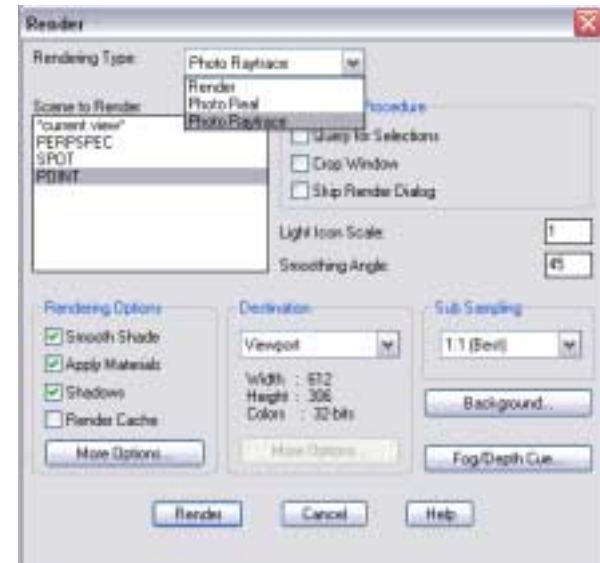 Render
Rendering Type:
Photo Raytrace
Render
Photo Real
Photo Raytrace
Scene to Render
*current view*
PERPSPEC
SPOT
POINT
Procedure
Query for Selections
Crop Window
Skip Render Dialog
Light Icon Scale:
1
Smoothing Angle:
45
Rendering Options
Smooth Shade
Apply Materials
Shadows
Render Cache
More Options...
Destination
Viewport
Width : 612
Height : 306
Colors : 32-bits
More Options...
Sub Sampling
1:1 (Best)
Background...
Fog/Depth Cue...
Render
Cancel
Help